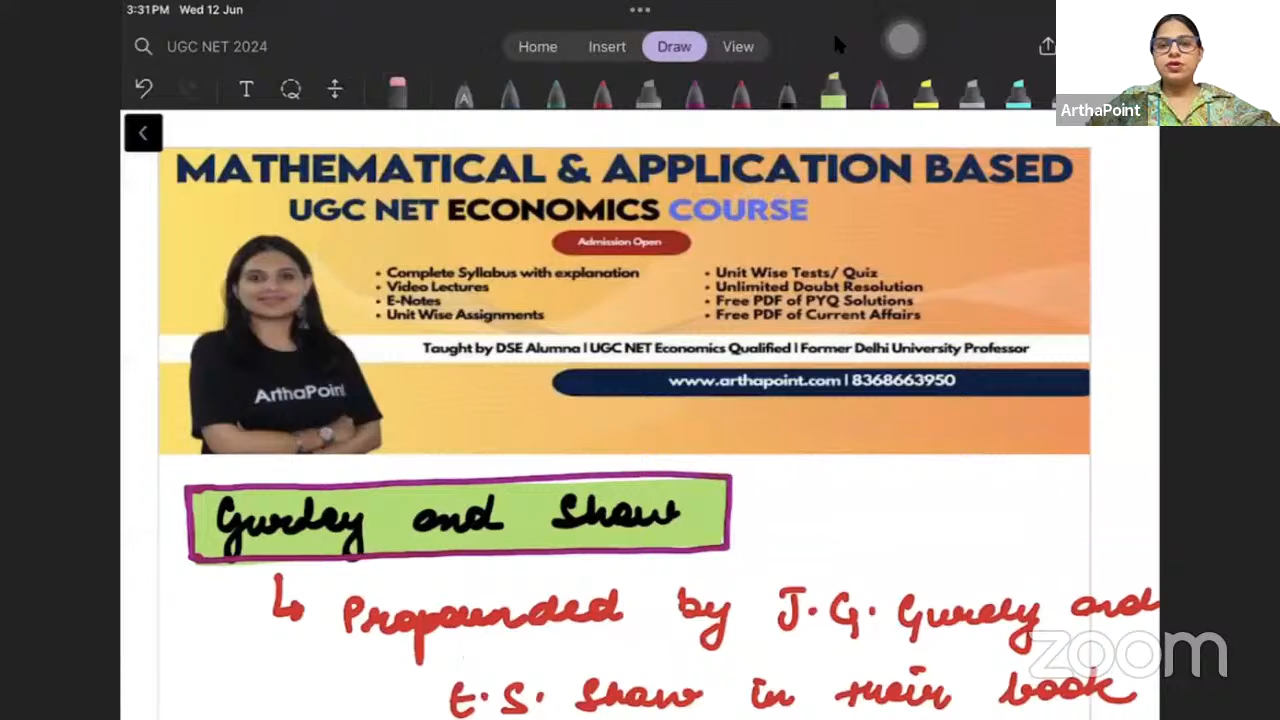 3:31PM Wed 12 Jun
UGC NET 2024
Home Insert Draw View
T
A
ArthaPoint
MATHEMATICAL & APPLICATION BASED
UGC NET ECONOMICS COURSE
Admission Open
• Complete Syllabus with explanation
• Video Lectures
• E-Notes
• Unit Wise Assignments
• Unit Wise Tests/ Quiz
• Unlimited Doubt Resolution
• Free PDF of PYQ Solutions
• Free PDF of Current Affairs
Taught by DSE Alumna | UGC NET Economics Qualified | Former Delhi University Professor
ArthaPoint
www.arthapoint.com | 8368663950
Gurley and Shaw
↳ Propounded by J.G. Gurely and
E.S. Shaw in their book
zoom